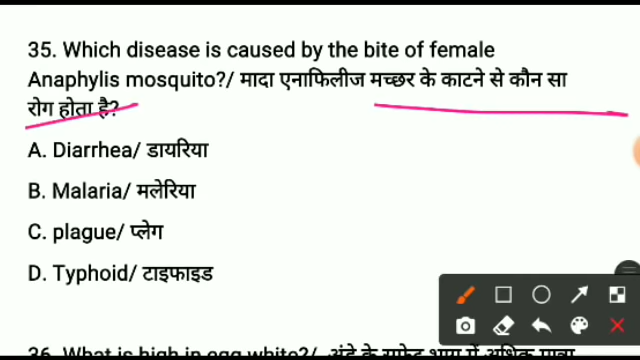 35. Which disease is caused by the bite of female
Anaphylis mosquito?/ मादा एनाफिलीज मच्छर के काटने से कौन सा
रोग होता है?
A. Diarrhea/ डायरिया
B. Malaria/ मलेरिया
C. plague/ प्लेग
D. Typhoid/ टाइफाइड
36. What is high in egg white?/ अंडे के सफेद भाग में अधिक मात्रा